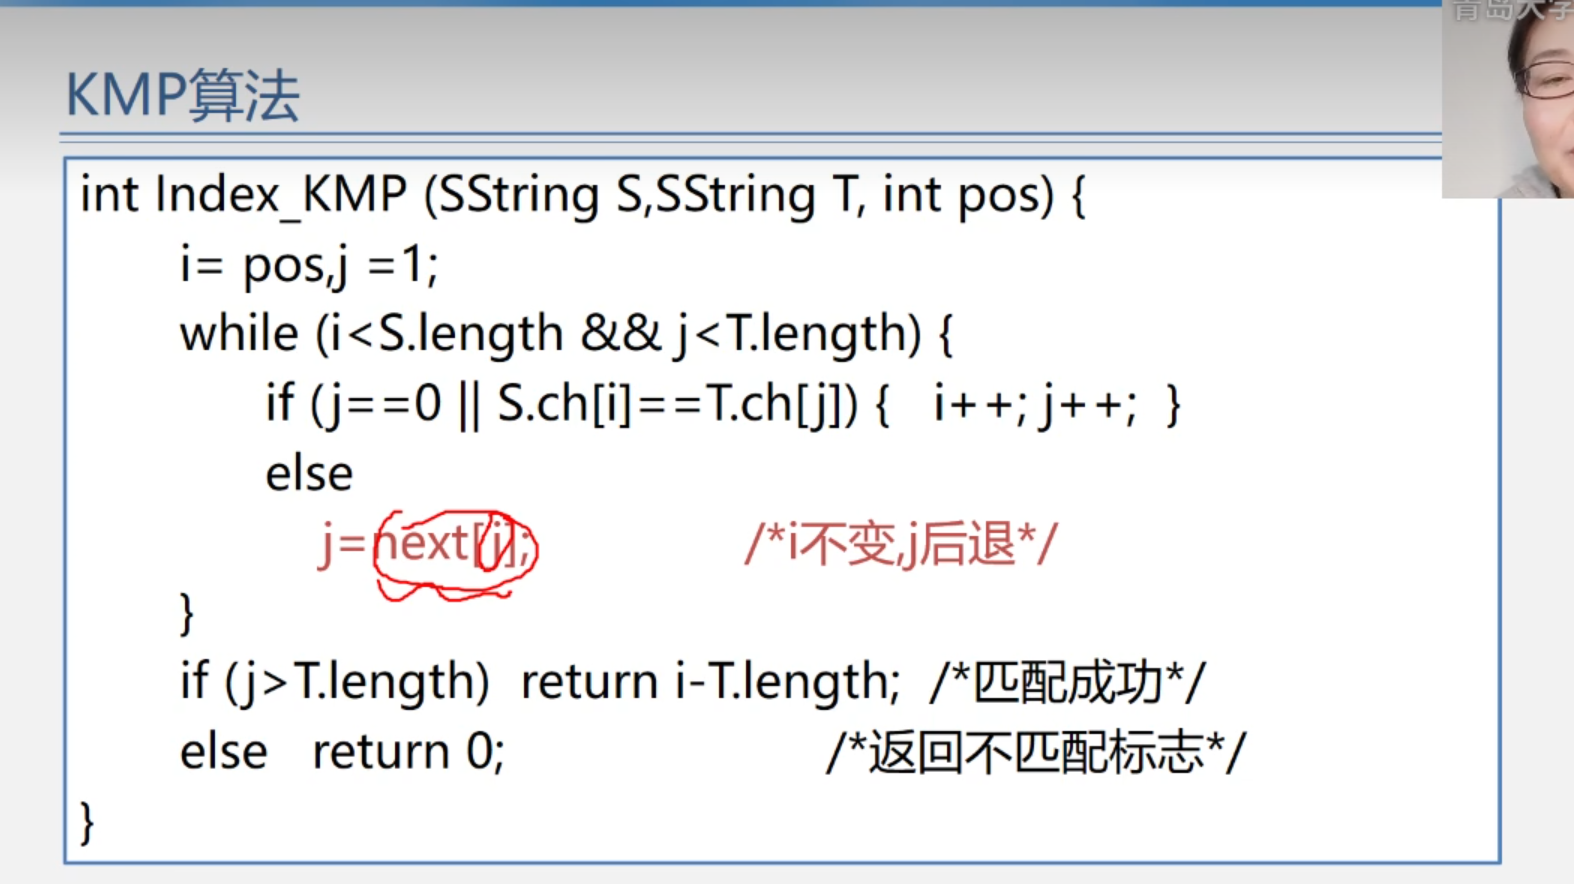 青岛大学
KMP算法
int Index_KMP (SString S,SString T, int pos) {
i= pos,j =1;
while (i<S.length && j<T.length) {
if (j==0 || S.ch[i]==T.ch[j]) { i++; j++; }
else
j=next[j]; /*i不变,j后退*/
}
if (j>T.length) return i-T.length; /*匹配成功*/
else return 0; /*返回不匹配标志*/
}